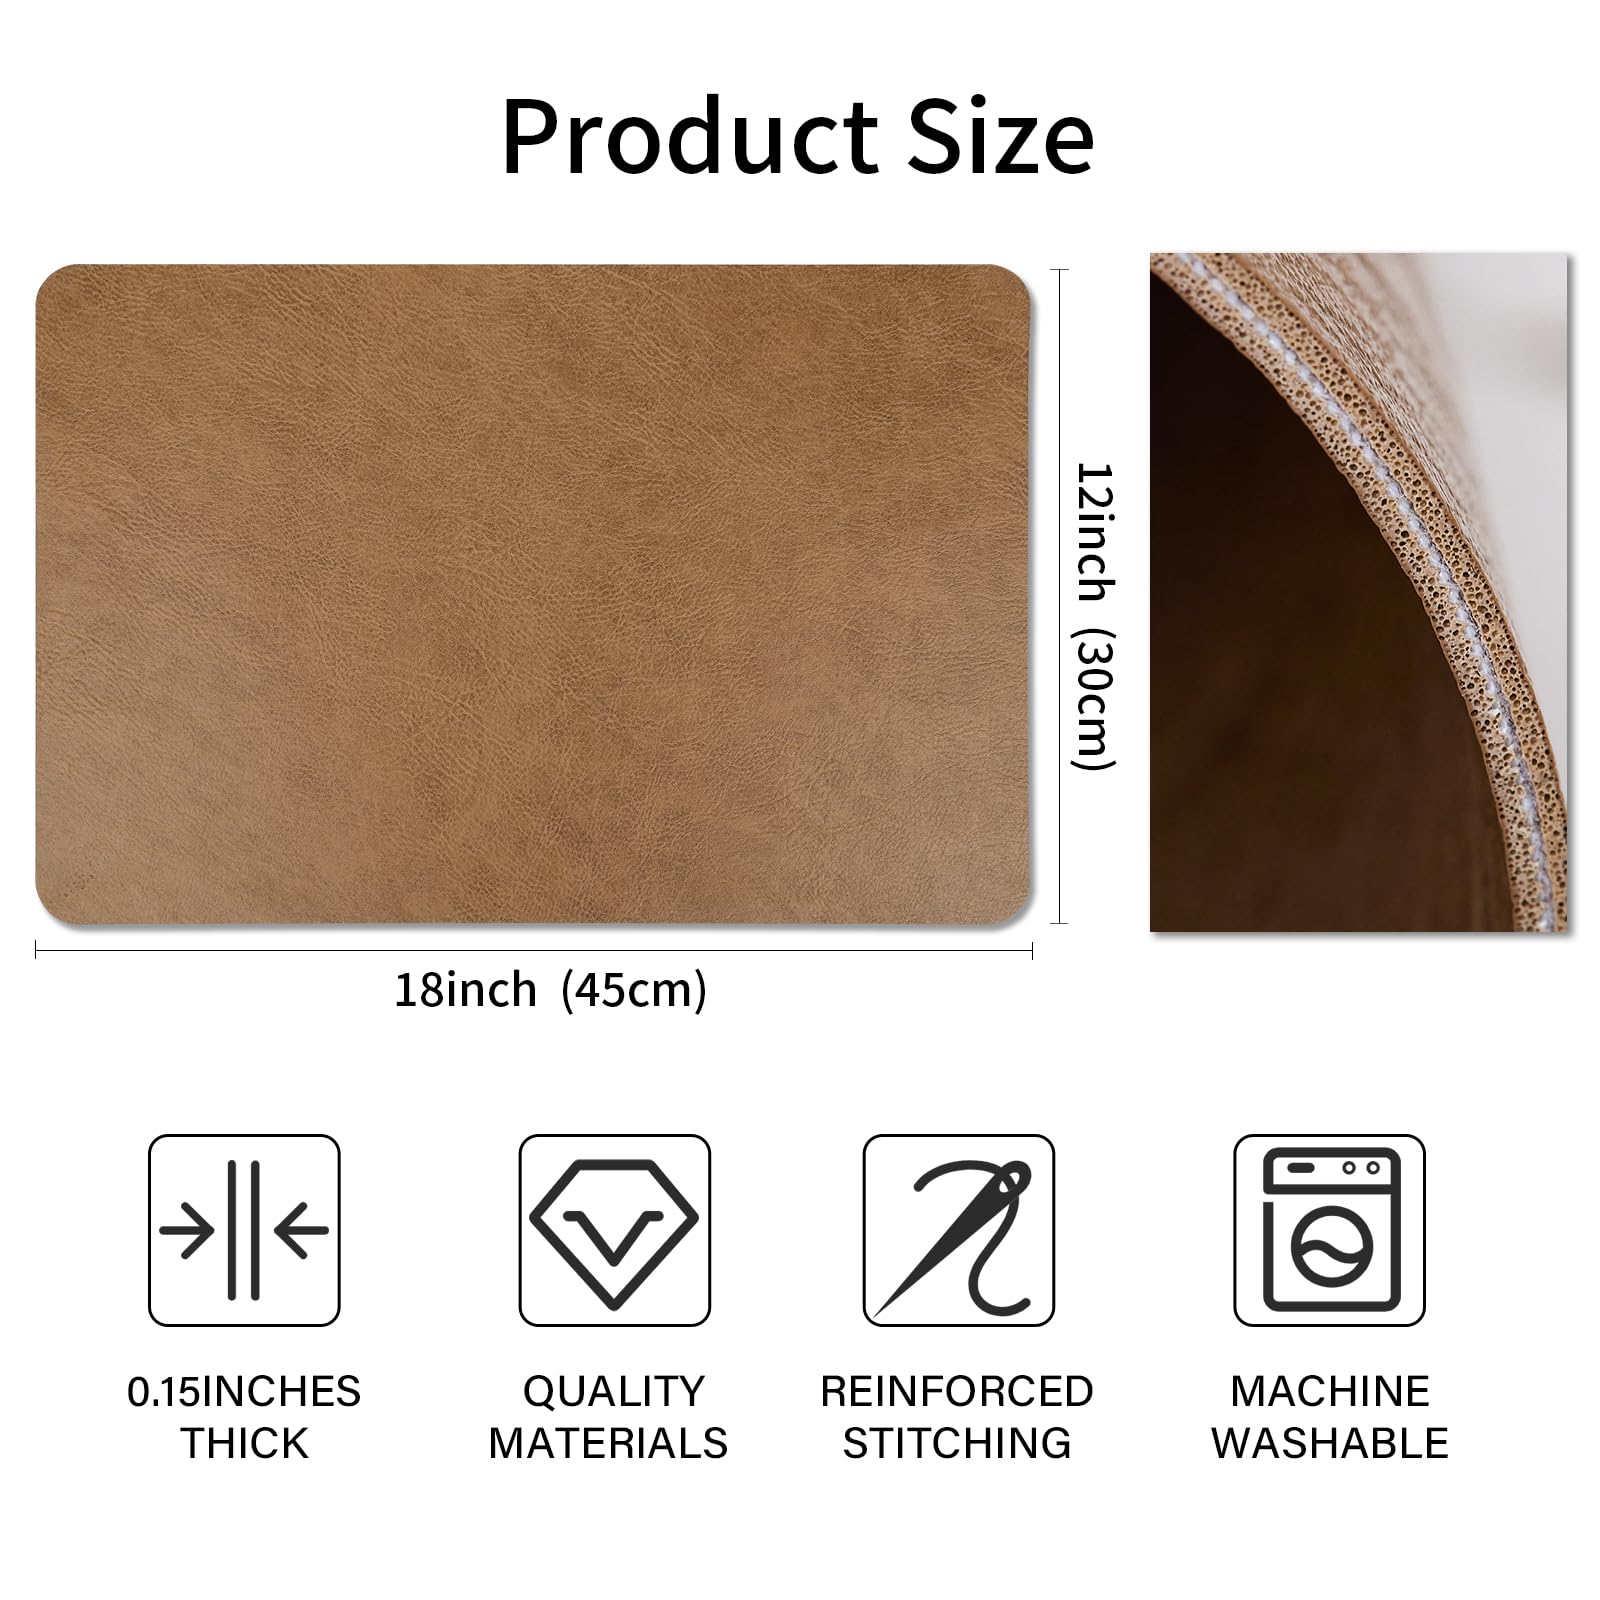 Product Size
12inch (30cm)
18inch (45cm)
0.15INCHES
THICK
QUALITY
MATERIALS
REINFORCED
STITCHING
MACHINE
WASHABLE